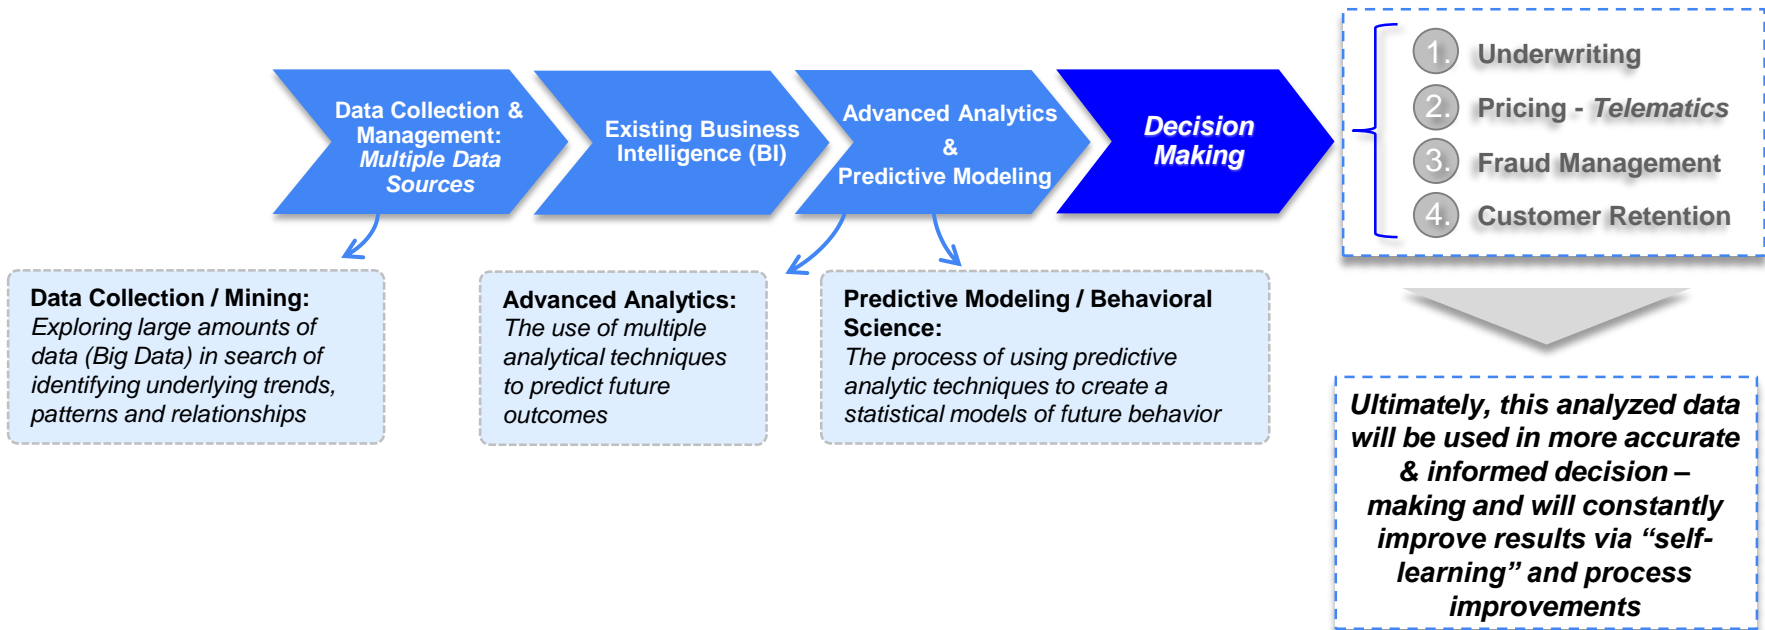 Data Collection &
Management:
Multiple Data
Sources
Existing Business
Intelligence (BI)
Advanced Analytics
&
Predictive Modeling
Decision
Making
1. Underwriting
2. Pricing - Telematics
3. Fraud Management
4. Customer Retention
Data Collection / Mining:
Exploring large amounts of
data (Big Data) in search of
identifying underlying trends,
patterns and relationships
Advanced Analytics:
The use of multiple
analytical techniques
to predict future
outcomes
Predictive Modeling / Behavioral
Science:
The process of using predictive
analytic techniques to create a
statistical models of future behavior
Ultimately, this analyzed data
will be used in more accurate
& informed decision –
making and will constantly
improve results via “self-
learning” and process
improvements